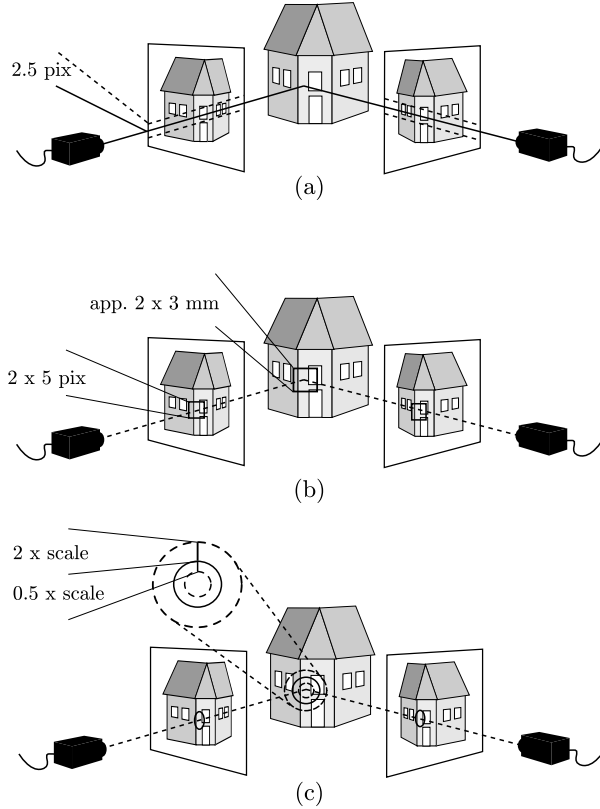 2.5 pix
(a)
app. 2 x 3 mm
2 x 5 pix
(b)
2 x scale
0.5 x scale
(c)